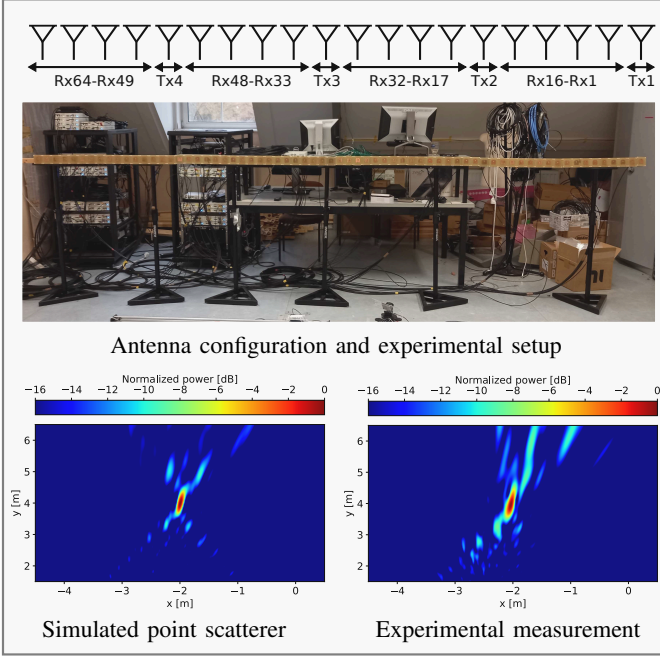 Rx64-Rx49 Tx4 Rx48-Rx33 Tx3 Rx32-Rx17 Tx2 Rx16-Rx1 Tx1
Antenna configuration and experimental setup
Normalized power [dB] Normalized power [dB]
−16 −14 −12 −10 −8 −6 −4 −2 0 −16 −14 −12 −10 −8 −6 −4 −2 0
6 6
5 5
y [m] 4 y [m] 4
3 3
2 2
−4 −3 −2 −1 0 −4 −3 −2 −1 0
x [m] x [m]
Simulated point scatterer Experimental measurement